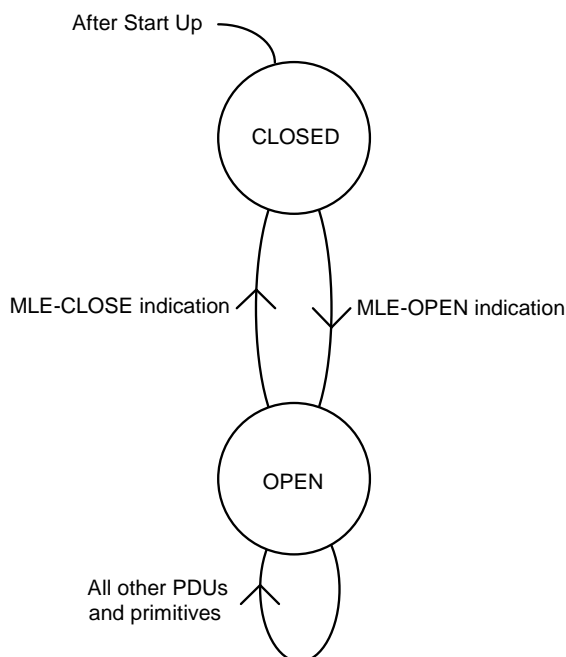 After Start Up
CLOSED
MLE-CLOSE indication
MLE-OPEN indication
OPEN
All other PDUs
and primitives